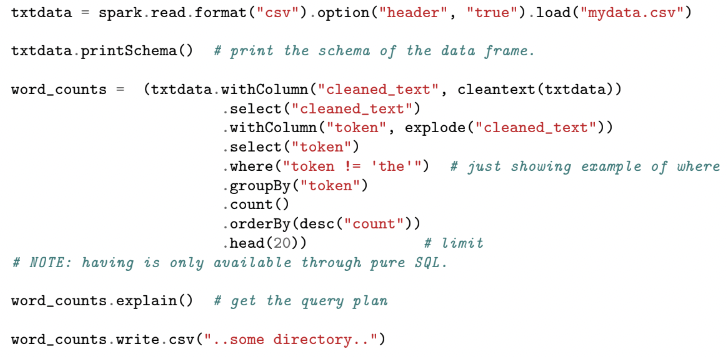 txtdata = spark.read.format("csv").option("header", "true").load("mydata.csv")
txtdata.printSchema()  # print the schema of the data frame.
word_counts =  (txtdata.withColumn("cleaned_text", cleantext(txtdata))
.select("cleaned_text")
.withColumn("token", explode("cleaned_text"))
.select("token")
.where("token != 'the'")  # just showing example of where
.groupBy("token")
.count()
.orderBy(desc("count"))
.head(20))             # limit
# NOTE: having is only available through pure SQL.
word_counts.explain()  # get the query plan
word_counts.write.csv("..some directory..")